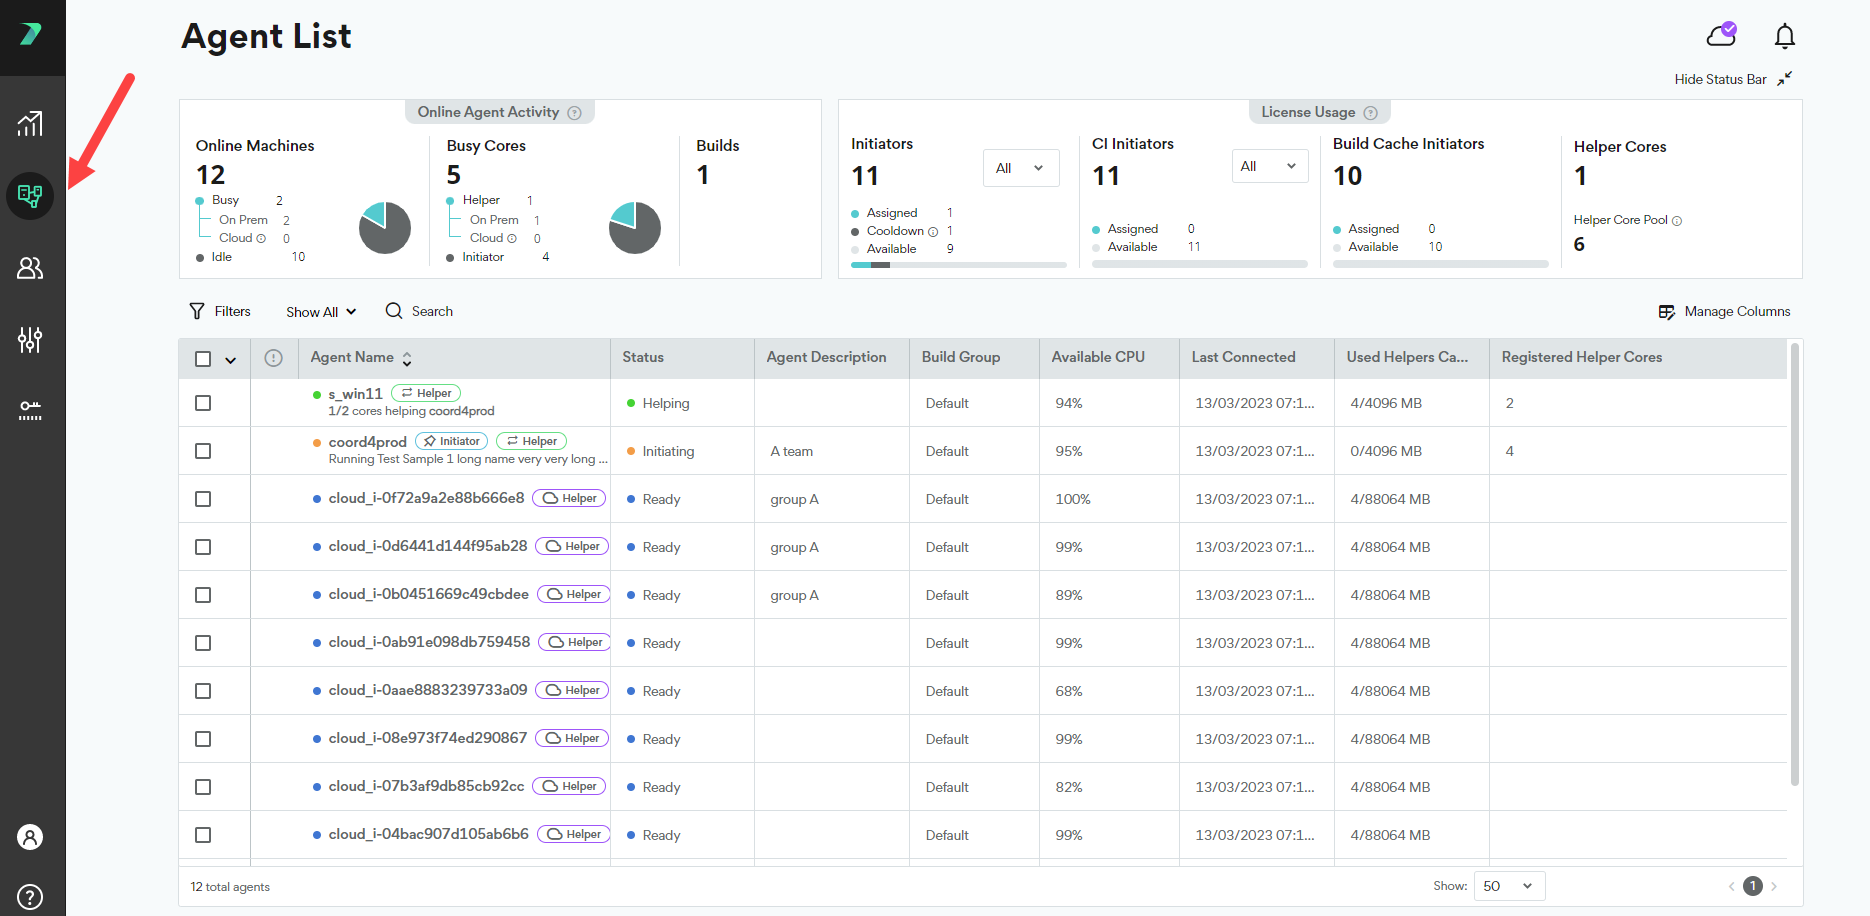 Agent List
Hide Status Bar
Online Agent Activity
Online Machines
12
Busy 2
On Prem 2
Cloud 0
Idle 10
Busy Cores
5
Helper 1
On Prem 1
Cloud 0
Initiator 4
Builds
1
License Usage
Initiators
11
All
Assigned 1
Cooldown 1
Available 9
CI Initiators
11
All
Assigned 0
Available 11
Build Cache Initiators
10
Assigned 0
Available 10
Helper Cores
1
Helper Core Pool
6
Filters Show All Search Manage Columns
Agent Name Status Agent Description Build Group Available CPU Last Connected Used Helpers Ca... Registered Helper Cores
s_win11 Helper
1/2 cores helping coord4prod
Helping Default 94% 13/03/2023 07:1... 4/4096 MB 2
coord4prod Initiator Helper
Running Test Sample 1 long name very very long ...
Initiating A team Default 95% 13/03/2023 07:1... 0/4096 MB 4
cloud_i-0f72a9a2e88b666e8 Helper Ready group A Default 100% 13/03/2023 07:1... 4/88064 MB
cloud_i-0d6441d144f95ab28 Helper Ready group A Default 99% 13/03/2023 07:1... 4/88064 MB
cloud_i-0b0451669c49cbdee Helper Ready group A Default 89% 13/03/2023 07:1... 4/88064 MB
cloud_i-0ab91e098db759458 Helper Ready Default 99% 13/03/2023 07:1... 4/88064 MB
cloud_i-0aae8883239733a09 Helper Ready Default 68% 13/03/2023 07:1... 4/88064 MB
cloud_i-08e973f74ed290867 Helper Ready Default 99% 13/03/2023 07:1... 4/88064 MB
cloud_i-07b3af9db85cb92cc Helper Ready Default 82% 13/03/2023 07:1... 4/88064 MB
cloud_i-04bac907d105ab6b6 Helper Ready Default 99% 13/03/2023 07:1... 4/88064 MB
12 total agents Show: 50 1